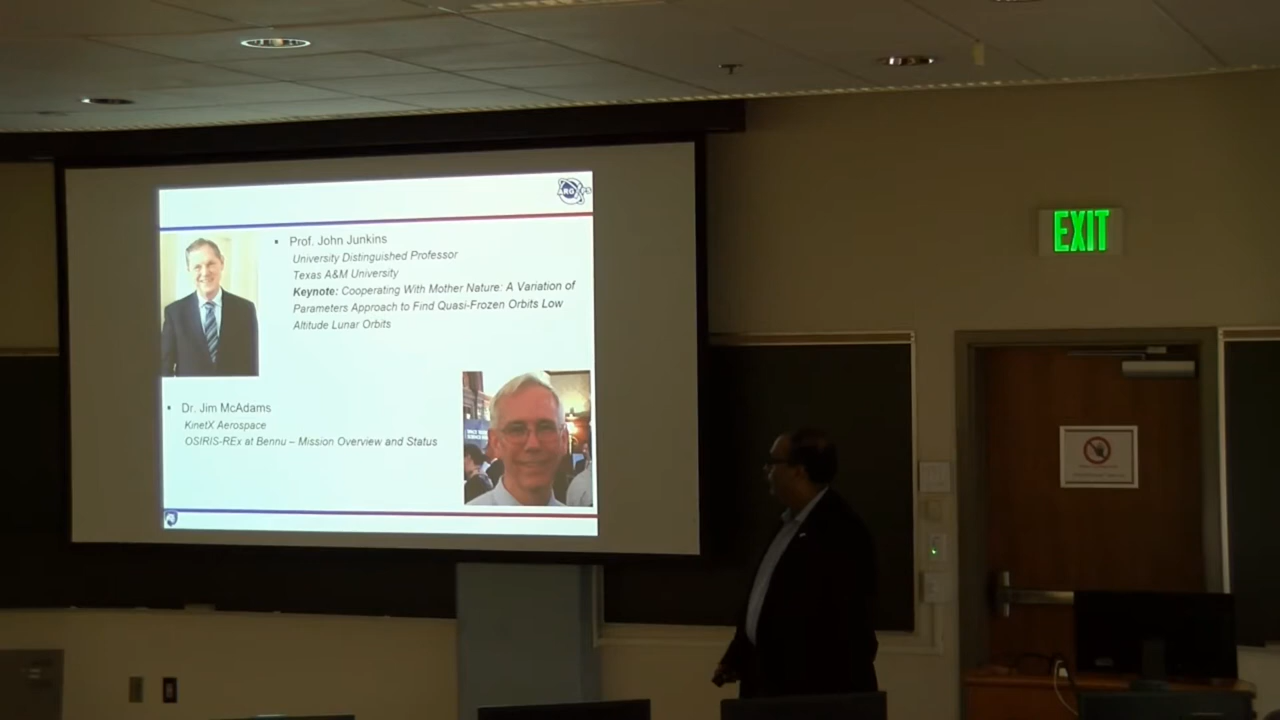 ARGOPS
Prof. John Junkins
University Distinguished Professor
Texas A&M University
Keynote: Cooperating With Mother Nature: A Variation of
Parameters Approach to Find Quasi-Frozen Orbits Low
Altitude Lunar Orbits
Dr. Jim McAdams
KinetX Aerospace
OSIRIS-REx at Bennu – Mission Overview and Status
EXIT